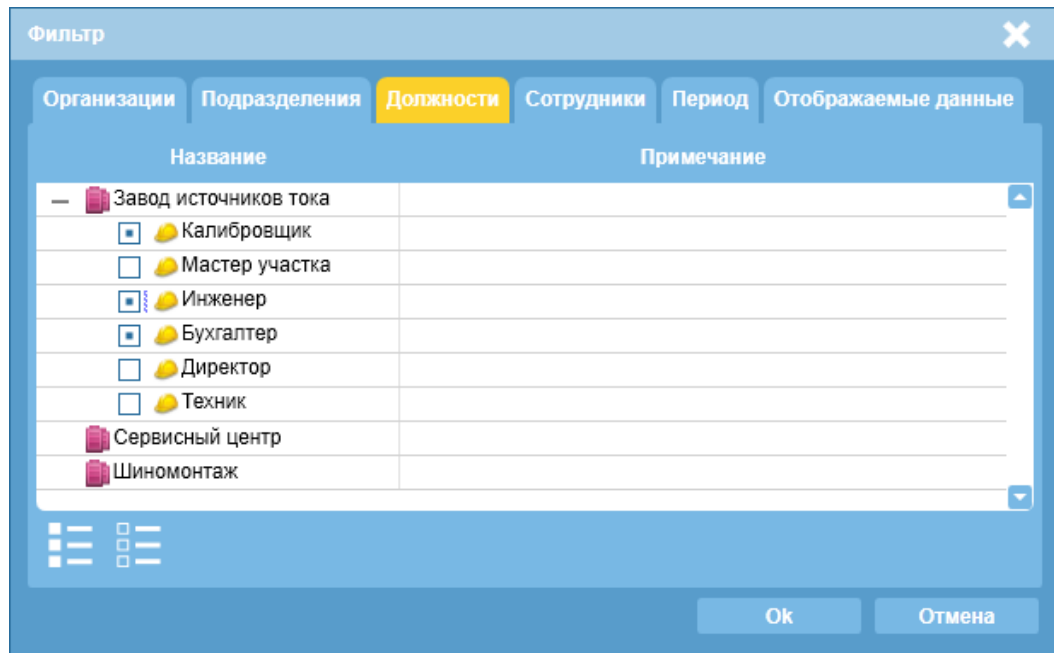 Фильтр
Организации Подразделения Должности Сотрудники Период Отображаемые данные
Название Примечание
Завод источников тока
Калибровщик
Мастер участка
Инженер
Бухгалтер
Директор
Техник
Сервисный центр
Шиномонтаж
Ok Отмена